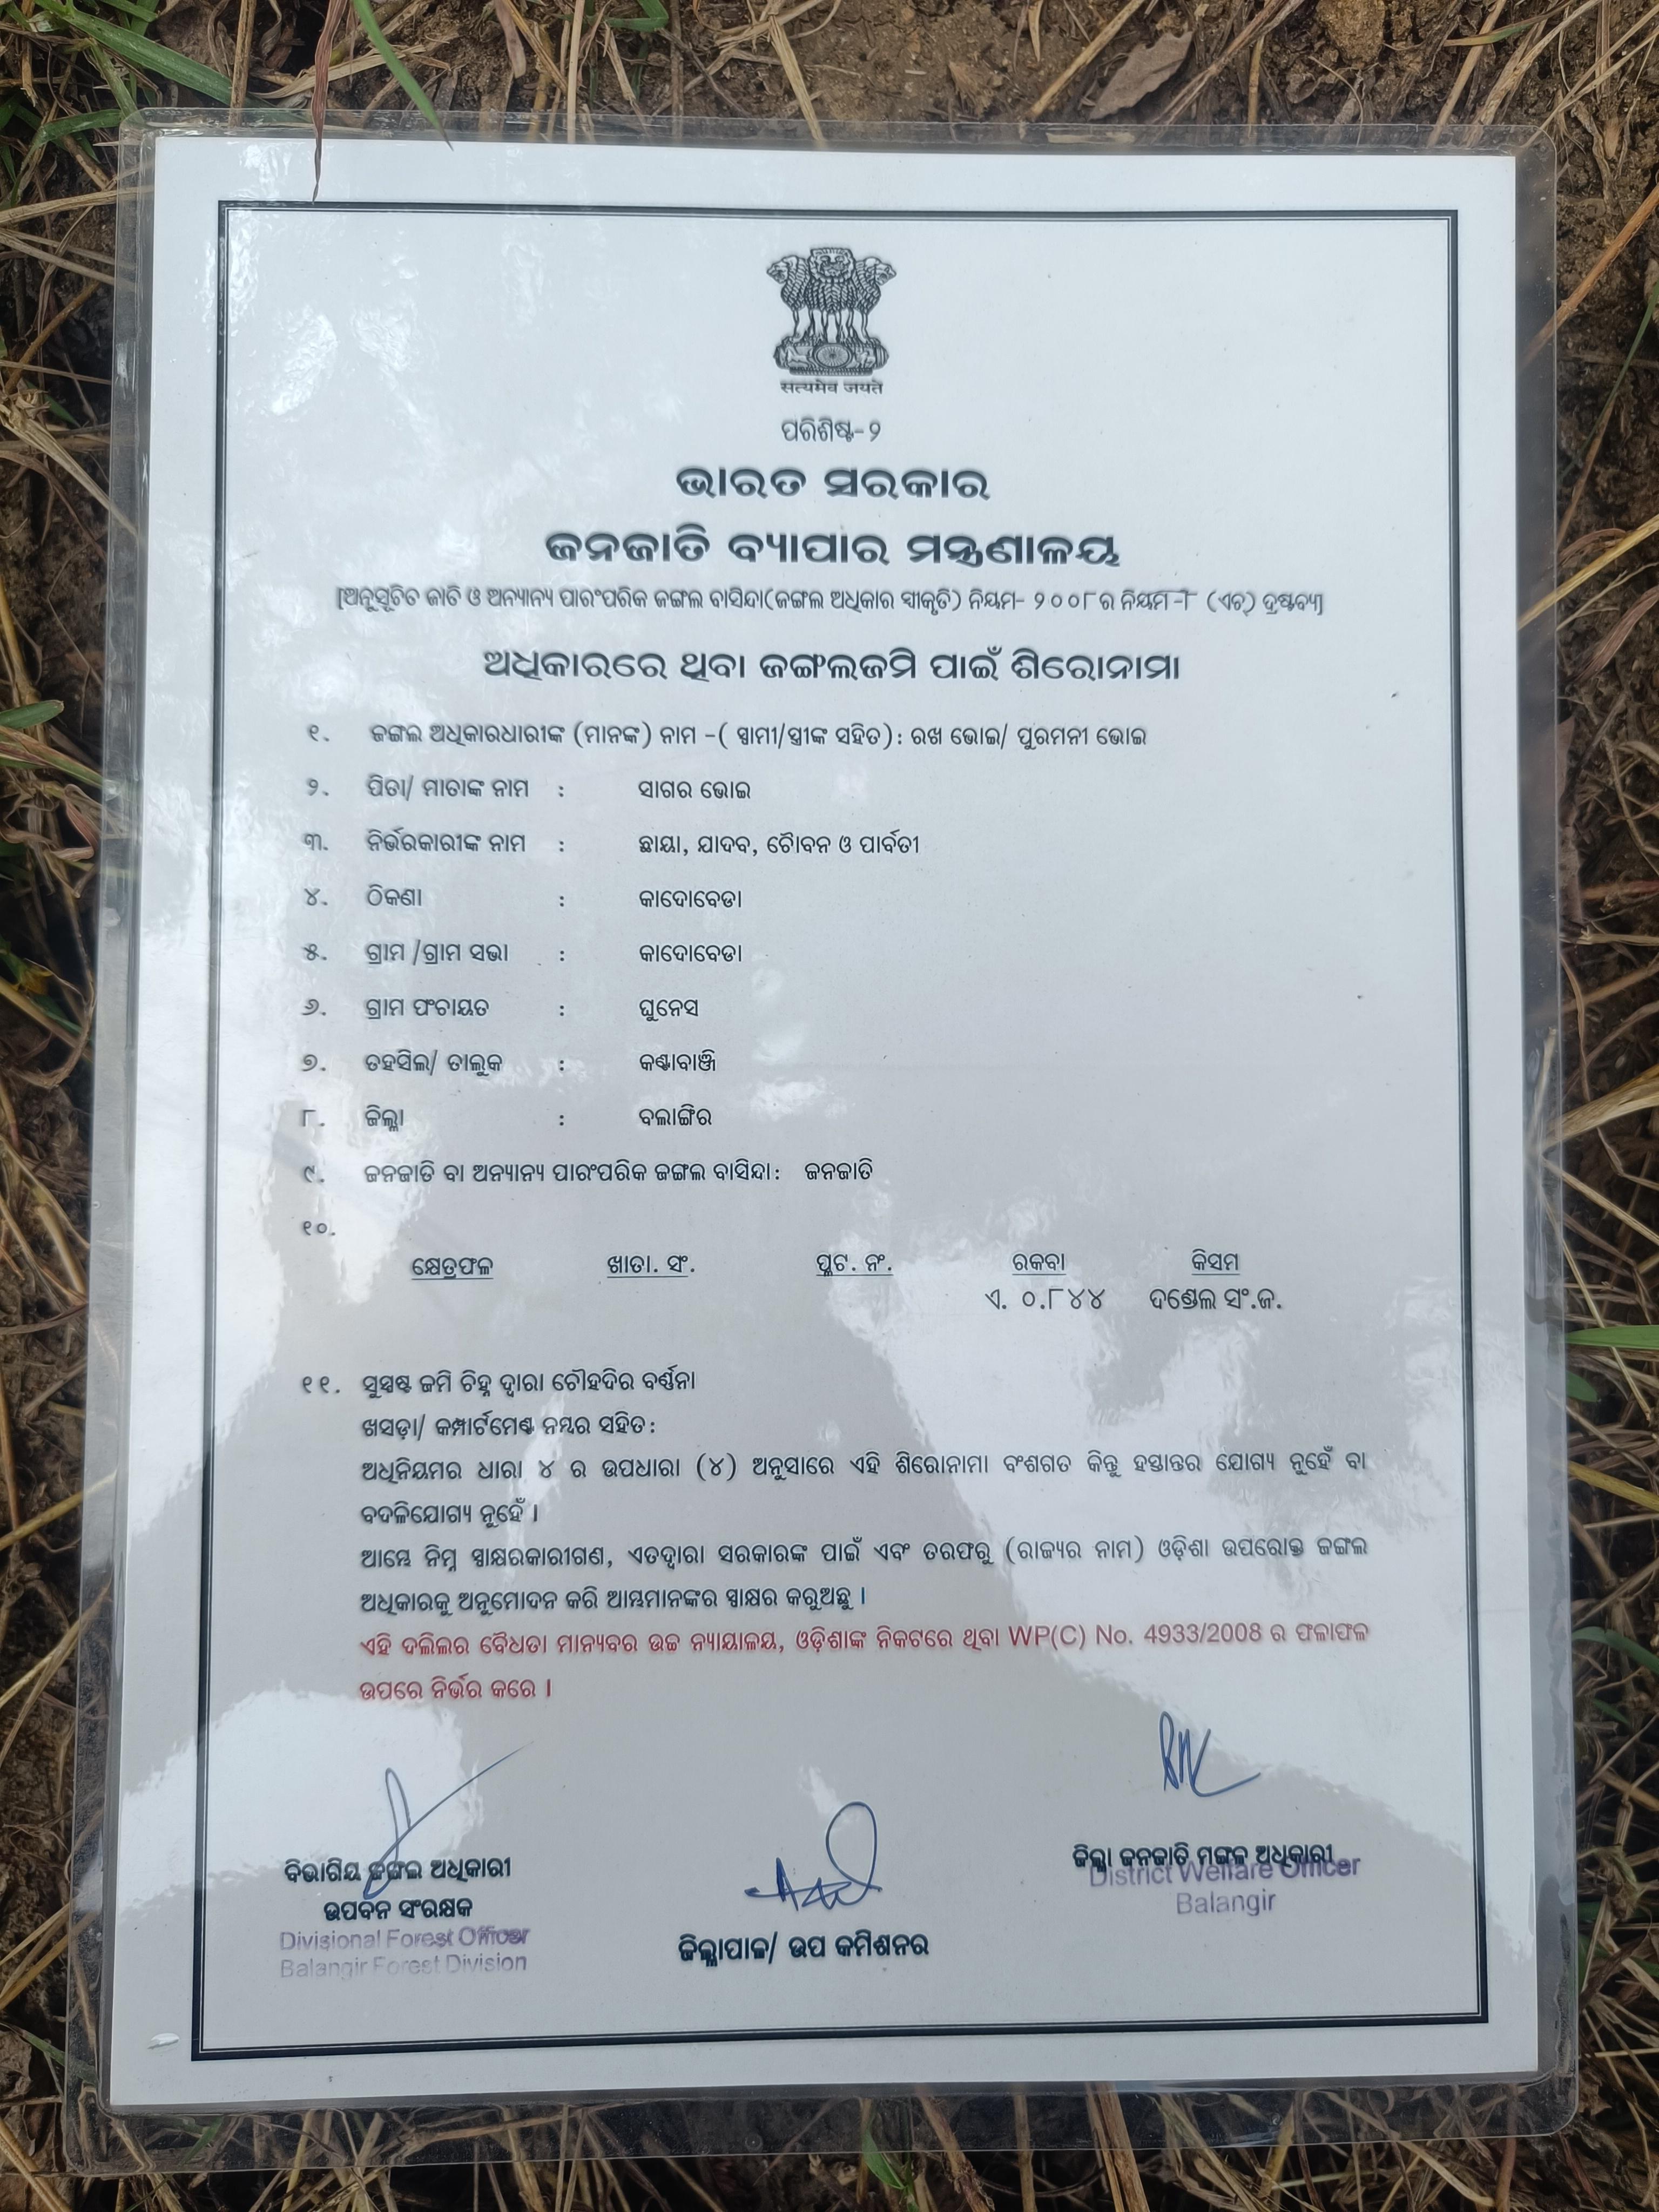 सत्यमेव जयते
ପରିଶିଷ୍ଟ-୨
ଭାରତ ସରକାର
ଜନଜାତି ବ୍ୟାପାର ମନ୍ତ୍ରଣାଳୟ
[ଅନୁସୂଚିତ ଜାତି ଓ ଅନ୍ୟାନ୍ୟ ପାରଂପରିକ ଜଙ୍ଗଲ ବାସିନ୍ଦା(ଜଙ୍ଗଲ ଅଧିକାର ସ୍ୱୀକୃତି) ନିୟମ- ୨୦୦୮ର ନିୟମ-୮ (ଏଚ୍) ଦ୍ରଷ୍ଟବ୍ୟ]
ଅଧିକାରରେ ଥିବା ଜଙ୍ଗଲଜମି ପାଇଁ ଶିରୋନାମା
୧. ଜଙ୍ଗଲ ଅଧିକାରଧାରୀଙ୍କ (ମାନଙ୍କ) ନାମ -( ସ୍ୱାମୀ/ସ୍ତ୍ରୀଙ୍କ ସହିତ): ରଖ ଭୋଇ/ ପୁରମନୀ ଭୋଇ
୨. ପିତା/ ମାତାଙ୍କ ନାମ : ସାଗର ଭୋଇ
୩. ନିର୍ଭରକାରୀଙ୍କ ନାମ : ଛାୟା, ଯାଦବ, ଚୈାବନ ଓ ପାର୍ବତୀ
୪. ଠିକଣା : କାଦୋବେଡା
୫. ଗ୍ରାମ /ଗ୍ରାମ ସଭା : କାଦୋବେଡା
୬. ଗ୍ରାମ ପଂଚାୟତ : ଘୁନେସ
୭. ତହସିଲ/ ତାଲୁକ : କଣ୍ଟାବାଞ୍ଜି
୮. ଜିଲ୍ଲା : ବଲାଙ୍ଗିର
୯. ଜନଜାତି ବା ଅନ୍ୟାନ୍ୟ ପାରଂପରିକ ଜଙ୍ଗଲ ବାସିନ୍ଦା: ଜନଜାତି
୧୦.
କ୍ଷେତ୍ରଫଳ ଖାତା. ସଂ. ପ୍ଲଟ. ନଂ. ରକବା କିସମ
ଏ. ୦.୮୪୪ ଦଣ୍ଡେଲ ସଂ.ଜ.
୧୧. ସୁସ୍ପଷ୍ଟ ଜମି ଚିହ୍ନ ଦ୍ୱାରା ଚୌହଦିର ବର୍ଣ୍ଣନା
ଖସଡ଼ା/ କମ୍ପାର୍ଟମେଣ୍ଟ ନମ୍ବର ସହିତ:
ଅଧିନିୟମର ଧାରା ୪ ର ଉପଧାରା (୪) ଅନୁସାରେ ଏହି ଶିରୋନାମା ବଂଶଗତ କିନ୍ତୁ ହସ୍ତାନ୍ତର ଯୋଗ୍ୟ ନୁହେଁ ବା
ବଦଳିଯୋଗ୍ୟ ନୁହେଁ ।
ଆମ୍ଭେ ନିମ୍ନ ସ୍ୱାକ୍ଷରକାରୀଗଣ, ଏତଦ୍ୱାରା ସରକାରଙ୍କ ପାଇଁ ଏବଂ ତରଫରୁ (ରାଜ୍ୟର ନାମ) ଓଡ଼ିଶା ଉପରୋକ୍ତ ଜଙ୍ଗଲ
ଅଧିକାରକୁ ଅନୁମୋଦନ କରି ଆମ୍ଭମାନଙ୍କର ସ୍ୱାକ୍ଷର କରୁଅଛୁ ।
ଏହି ଦଲିଲର ବୈଧତା ମାନ୍ୟବର ଉଚ୍ଚ ନ୍ୟାୟାଳୟ, ଓଡ଼ିଶାଙ୍କ ନିକଟରେ ଥିବା WP(C) No. 4933/2008 ର ଫଳାଫଳ
ଉପରେ ନିର୍ଭର କରେ ।
ବିଭାଗିୟ ଜଙ୍ଗଲ ଅଧିକାରୀ
ଉପବନ ସଂରକ୍ଷକ
Divisional Forest Officer
Balangir Forest Division
ଜିଲ୍ଲାପାଳ/ ଉପ କମିଶନର
ଜିଲ୍ଲା ଜନଜାତି ମଙ୍ଗଳ ଅଧିକାରୀ
District Welfare Officer
Balangir